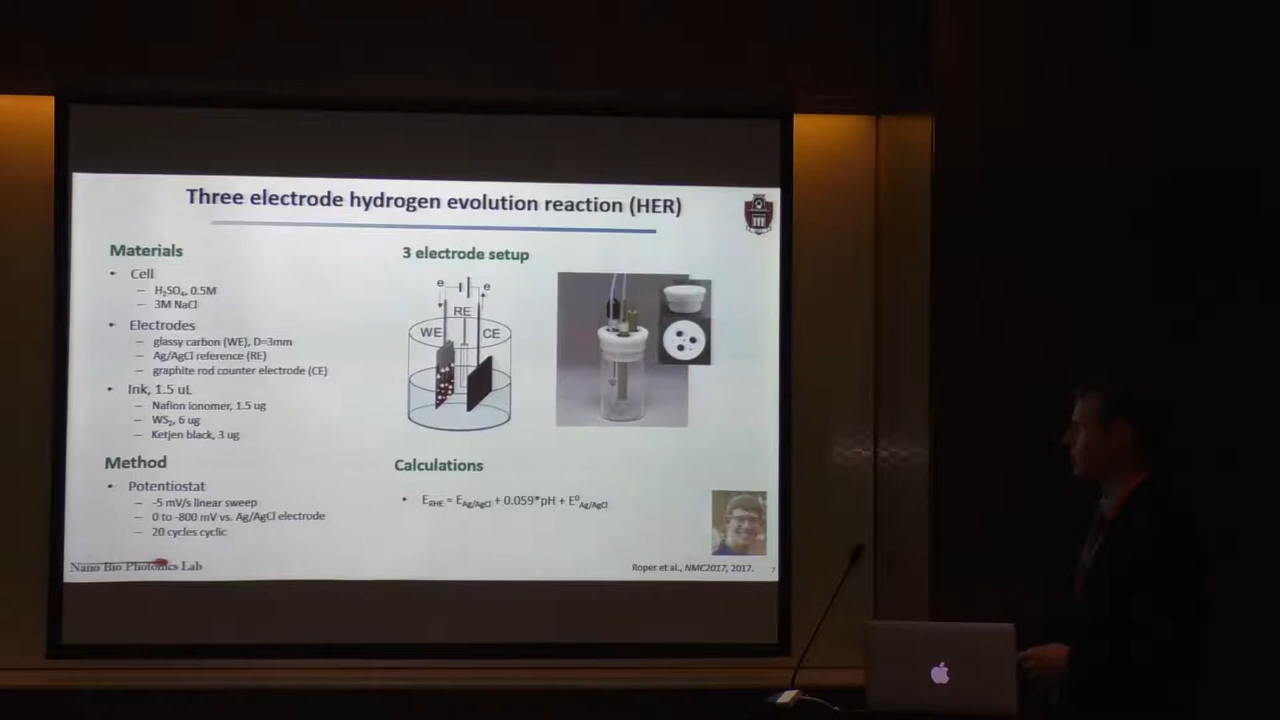 Three electrode hydrogen evolution reaction (HER)
Materials
• Cell
– H₂SO₄, 0.5M
– 3M NaCl
• Electrodes
– glassy carbon (WE); D=3mm
– Ag/AgCl reference (RE)
– graphite rod counter electrode (CE)
• Ink, 1.5 uL
– Nafion ionomer, 1.5 ug
– WS₂, 6 ug
– Ketjen black, 3 ug
Method
• Potentiostat
– -5 mV/s linear sweep
– 0 to -800 mV vs. Ag/AgCl electrode
– 20 cycles cyclic
3 electrode setup
e e
RE
WE CE
Calculations
• E_RHE = E_Ag/AgCl + 0.059*pH + E⁰_Ag/AgCl
Nano Bio Photonics Lab
Roper et al., NMC2017, 2017.
7